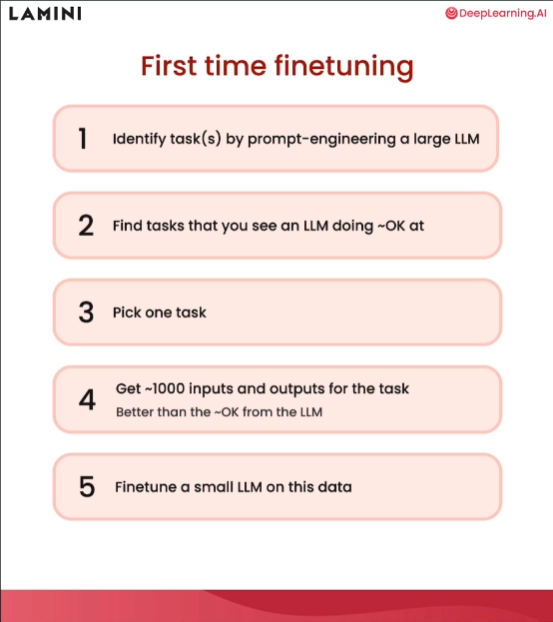 LAMINI
DeepLearning.AI
First time finetuning
1 Identify task(s) by prompt-engineering a large LLM
2 Find tasks that you see an LLM doing ~OK at
3 Pick one task
4 Get ~1000 inputs and outputs for the task
Better than the ~OK from the LLM
5 Finetune a small LLM on this data